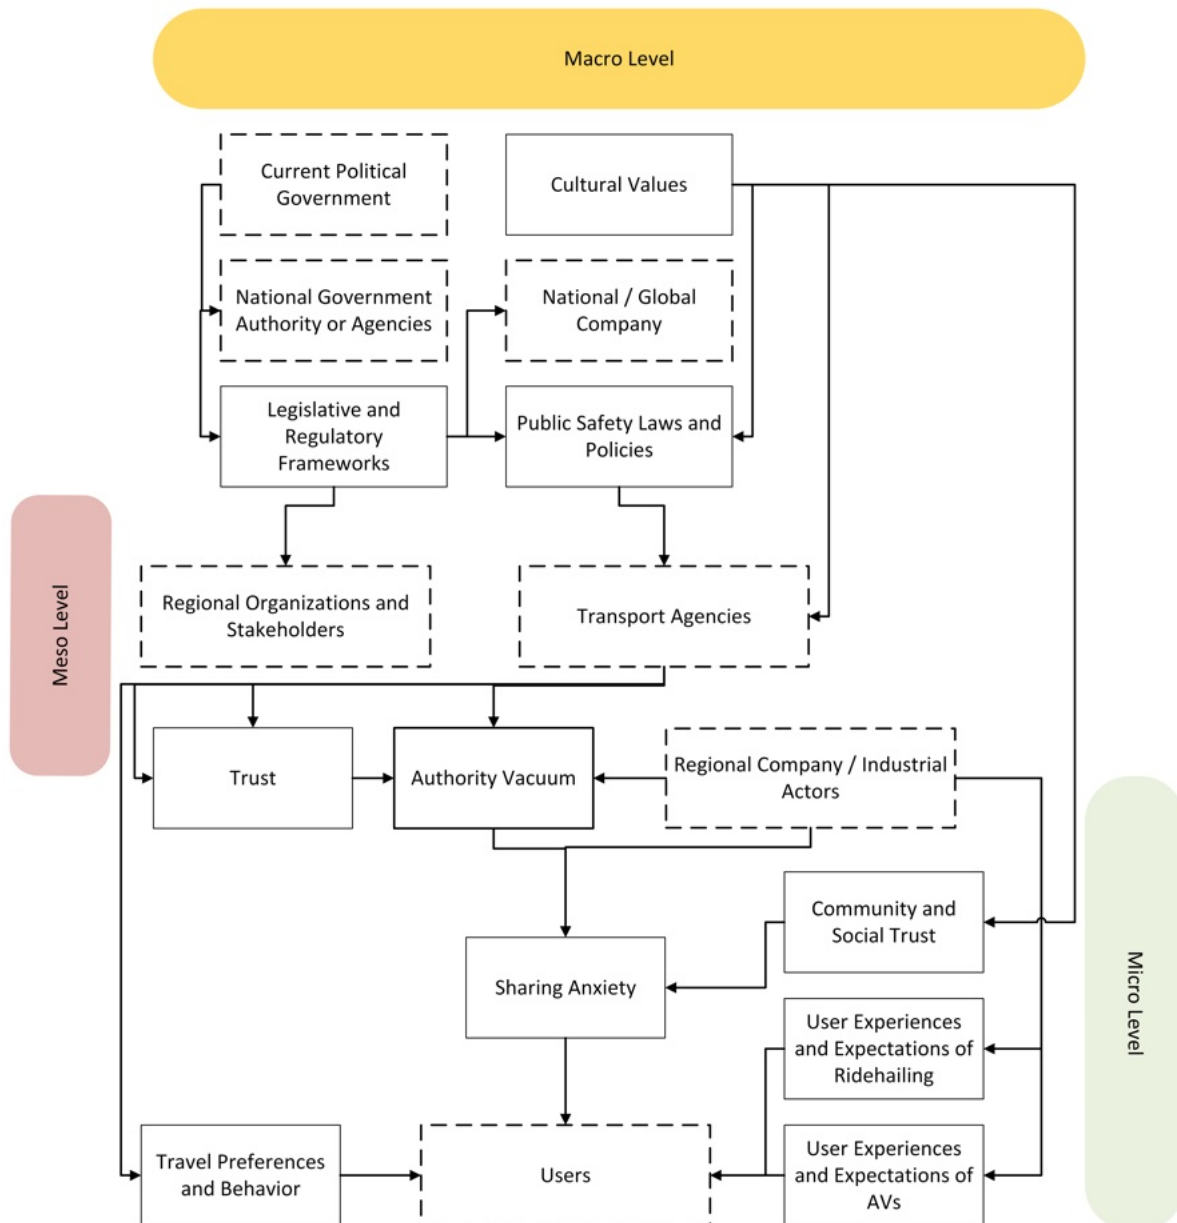 Macro Level
Current Political
Government
Cultural Values
National Government
Authority or Agencies
National / Global
Company
Legislative and
Regulatory
Frameworks
Public Safety Laws and
Policies
Meso Level
Regional Organizations and
Stakeholders
Transport Agencies
Trust
Authority Vacuum
Regional Company / Industrial
Actors
Community and
Social Trust
Micro Level
Sharing Anxiety
User Experiences
and Expectations of
Ridehailing
Travel Preferences
and Behavior
Users
User Experiences
and Expectations of
AVs